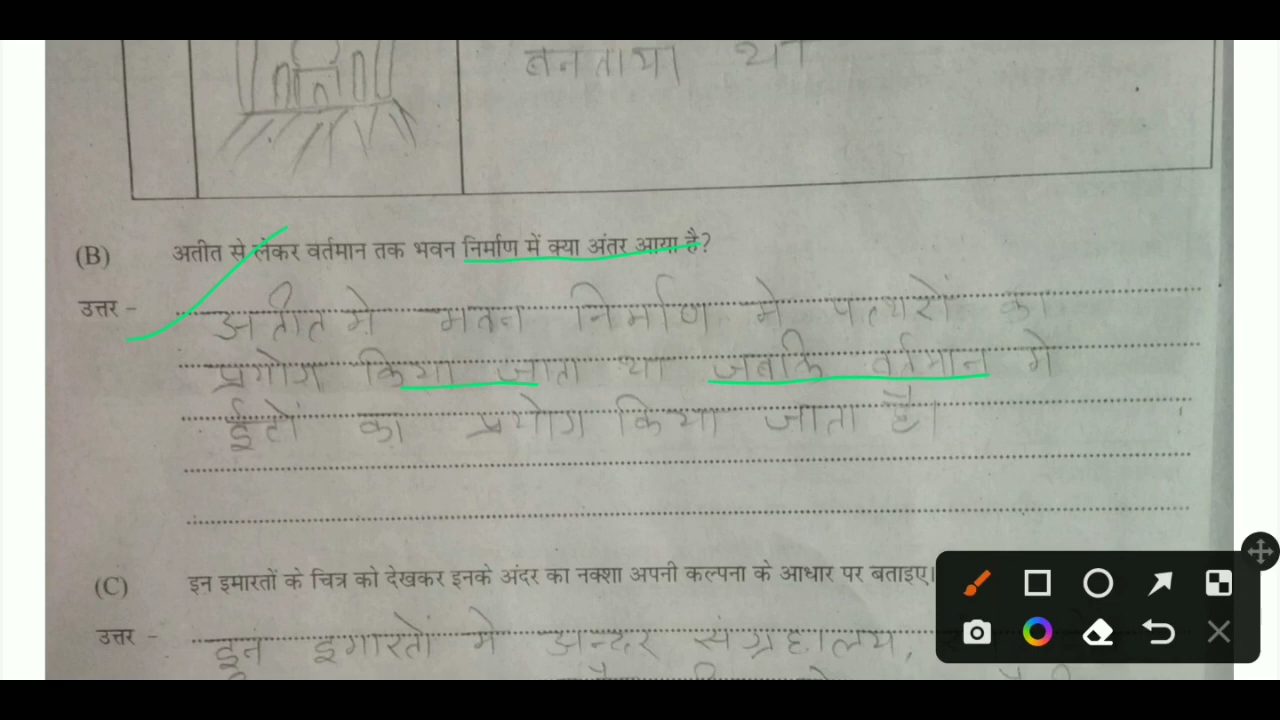 बनवाया था
(B) अतीत से लेकर वर्तमान तक भवन निर्माण में क्या अंतर आया है?
उत्तर - अतीत मे भवन निर्माण मे पत्थरों का
प्रयोग किया जाता था जबकि वर्तमान मे
ईटों का प्रयोग किया जाता है।
(C) इन इमारतों के चित्र को देखकर इनके अंदर का नक्शा अपनी कल्पना के आधार पर बताइए।
उत्तर - इन इमारतों मे अन्दर संग्रहालय,